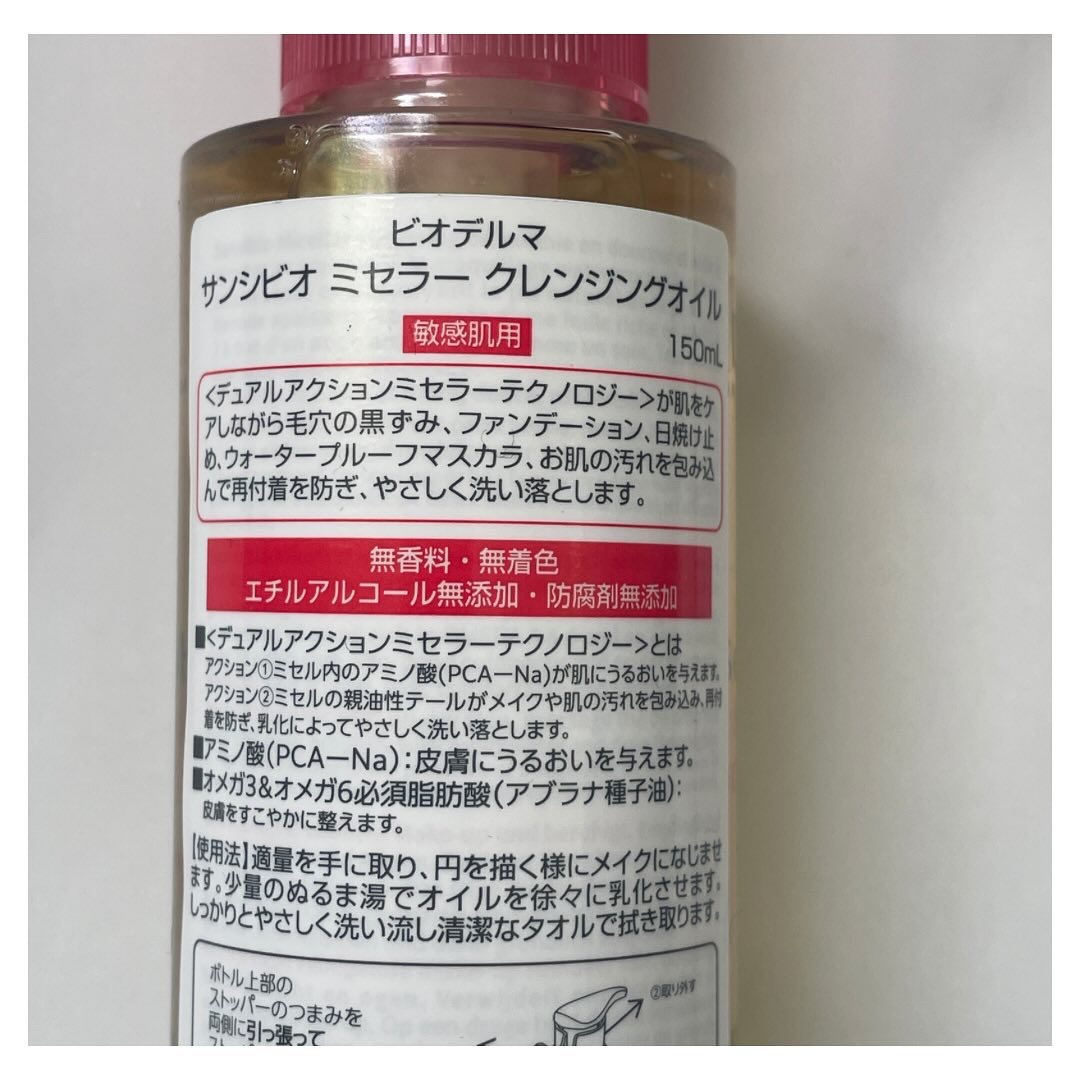 ビオデルマ
サンシビオ ミセラー クレンジングオイル
敏感肌用
150mL
<デュアルアクションミセラーテクノロジー>が肌をケ
アしながら毛穴の黒ずみ、ファンデーション、日焼け止
め、ウォータープルーフマスカラ、お肌の汚れを包み込
んで再付着を防ぎ、やさしく洗い落とします。
無香料・無着色
エチルアルコール無添加・防腐剤無添加
■<デュアルアクションミセラーテクノロジー>とは
アクション①ミセル内のアミノ酸(PCAーNa)が肌にうるおいを与えます。
アクション②ミセルの親油性テールがメイクや肌の汚れを包み込み、再付
着を防ぎ、乳化によってやさしく洗い落とします。
■アミノ酸(PCAーNa):皮膚にうるおいを与えます。
■オメガ3&オメガ6必須脂肪酸(アブラナ種子油):
皮膚をすこやかに整えます。
【使用法】適量を手に取り、円を描く様にメイクになじませ
ます。少量のぬるま湯でオイルを徐々に乳化させます。
しっかりとやさしく洗い流し清潔なタオルで拭き取ります。
ボトル上部の
ストッパーのつまみを
両側に引っ張って
②取り外す